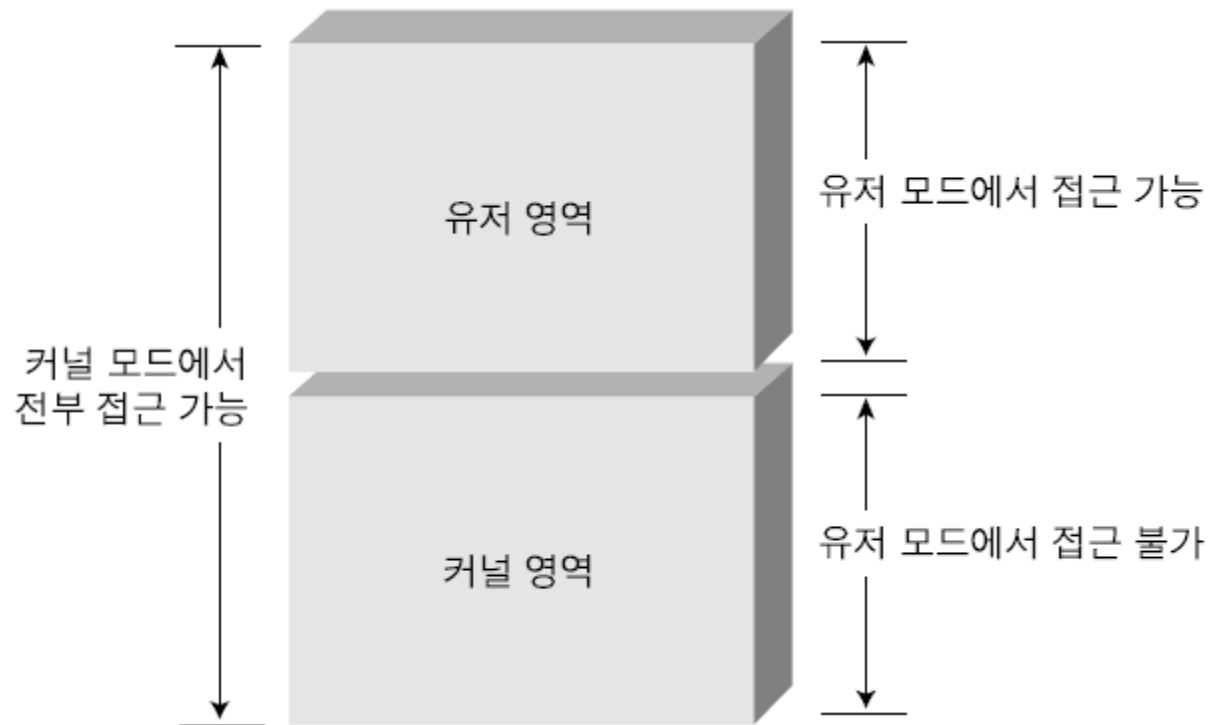 유저 영역
유저 모드에서 접근 가능
커널 모드에서
전부 접근 가능
커널 영역
유저 모드에서 접근 불가